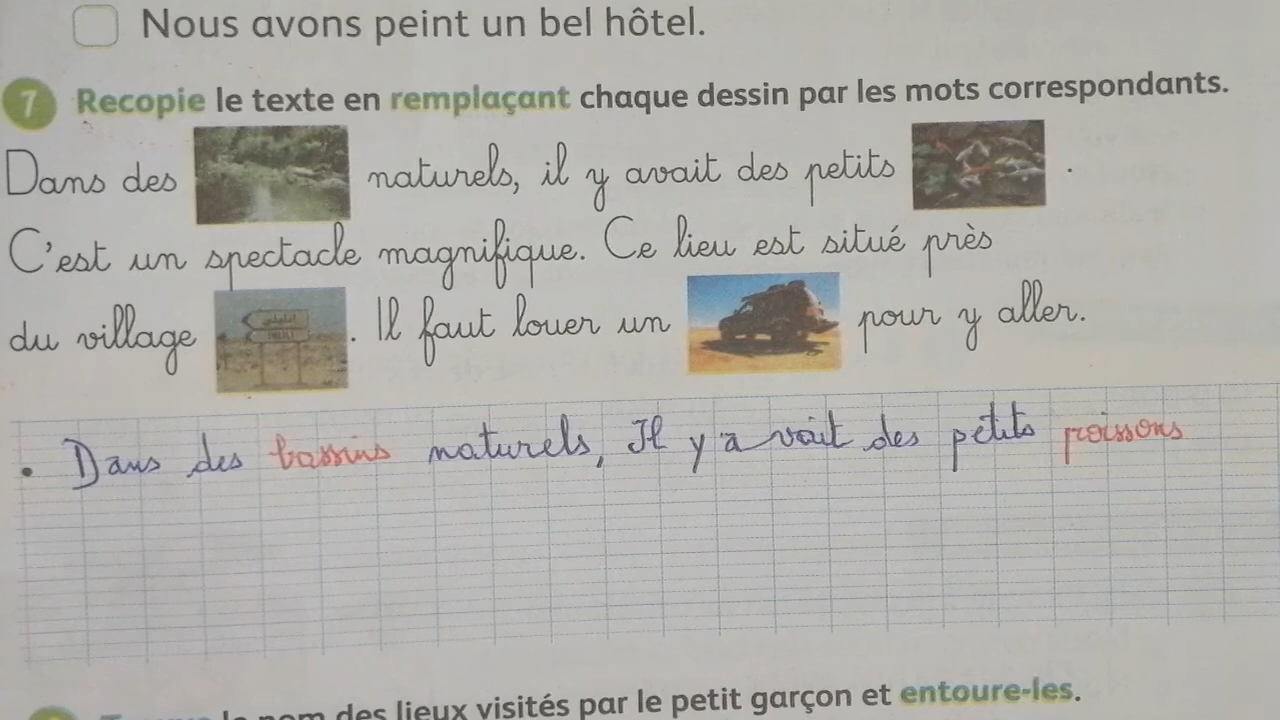 Nous avons peint un bel hôtel.
7 Recopie le texte en remplaçant chaque dessin par les mots correspondants.
Dans des naturels, il y avait des petits .
C'est un spectacle magnifique. Ce lieu est situé près
du village . Il faut louer un pour y aller.
• Dans des bassins naturels, Il y a vait des petits poissons
le nom des lieux visités par le petit garçon et entoure-les.